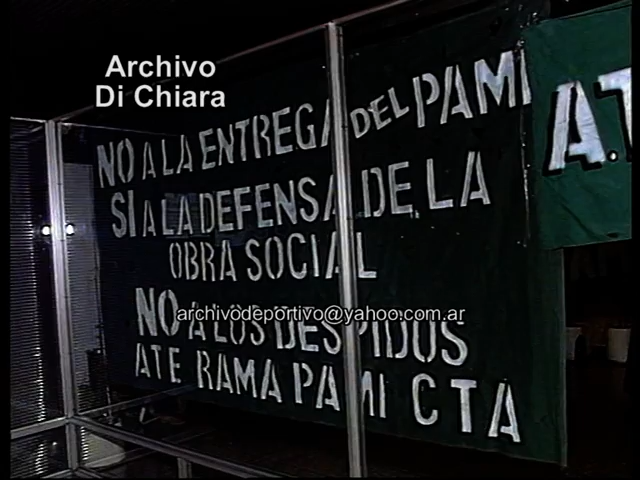 Archivo
Di Chiara
NO A LA ENTREGA DEL PAMI
SI A LA DEFENSA DE LA
OBRA SOCIAL
archivodeportivo@yahoo.com.ar
NO A LOS DESPIDOS
ATE RAMA PAMI CTA
A.T